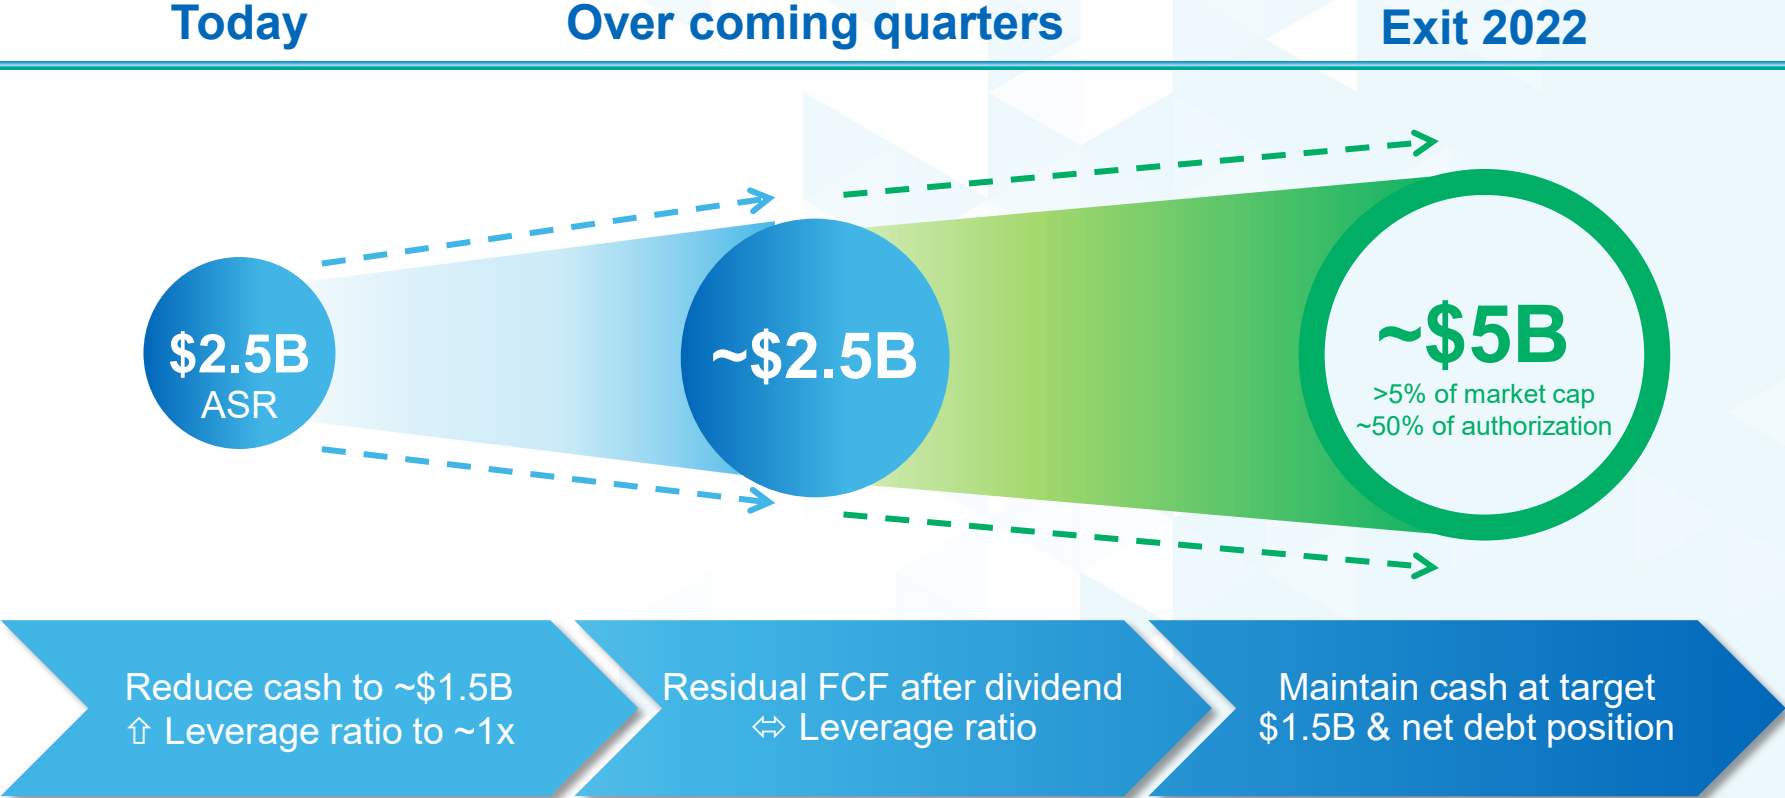 Today
Over coming quarters
Exit 2022
$2.5B
ASR
~$2.5B
~$5B
>5% of market cap
~50% of authorization
Reduce cash to ~$1.5B
⇧ Leverage ratio to ~1x
Residual FCF after dividend
⬄ Leverage ratio
Maintain cash at target
$1.5B & net debt position